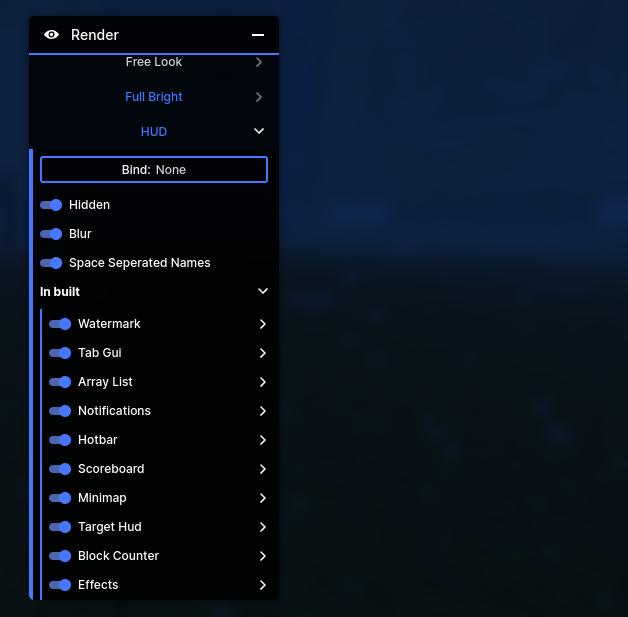 Render
Free Look
Full Bright
HUD
Bind: None
Hidden
Blur
Space Seperated Names
In built
Watermark
Tab Gui
Array List
Notifications
Hotbar
Scoreboard
Minimap
Target Hud
Block Counter
Effects